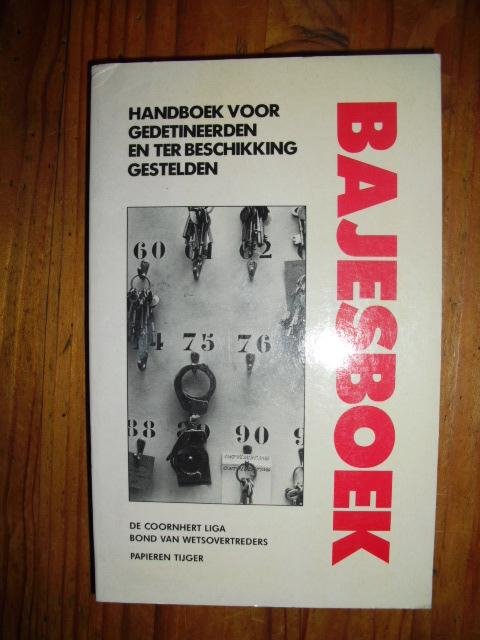 HANDBOEK VOOR
GEDETINEERDEN
EN TER BESCHIKKING
GESTELDEN
BAJESBOEK
60 61 62
75 76
88 90
DE COORNHERT LIGA
BOND VAN WETSOVERTREDERS
PAPIEREN TIJGER